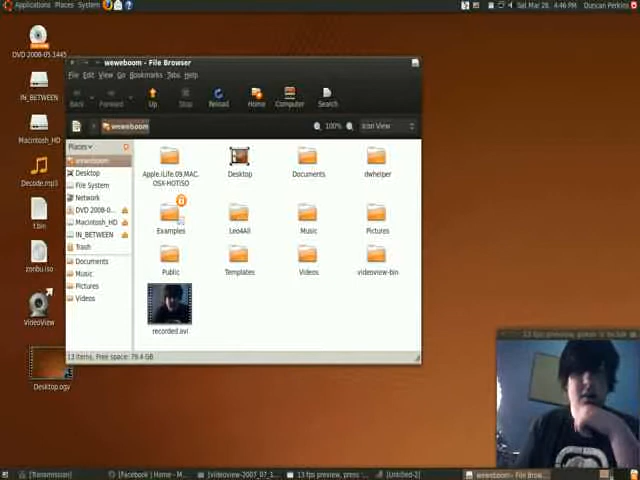 Applications Places System
Sat Mar 28, 4:46 PM Duncan Perkins
DVD 2008-05.1445
IN_BETWEEN
Macintosh_HD
Decode.mp3
t.bin
zonbu.iso
VideoView
Desktop.ogv
weweboom - File Browser
File Edit View Go Bookmarks Tabs Help
Back Forward Up Stop Reload Home Computer Search
weweboom 100% Icon View
Places
weweboom
Desktop
File System
Network
DVD 2008-0...
Macintosh_HD
IN_BETWEEN
Trash
Documents
Music
Pictures
Videos
Apple.iLife.09.MAC.
OSX-HOTiSO
Desktop
Documents
dwhelper
Examples
Leo4All
Music
Pictures
Public
Templates
Videos
videoview-bin
recorded.avi
13 items, Free space: 79.4 GB
13 fps preview, press
[Transmission] [Facebook | Home - M... [videoview-2007_07_1... 13 fps preview, press [Untitled-2] weweboom - File Brow...